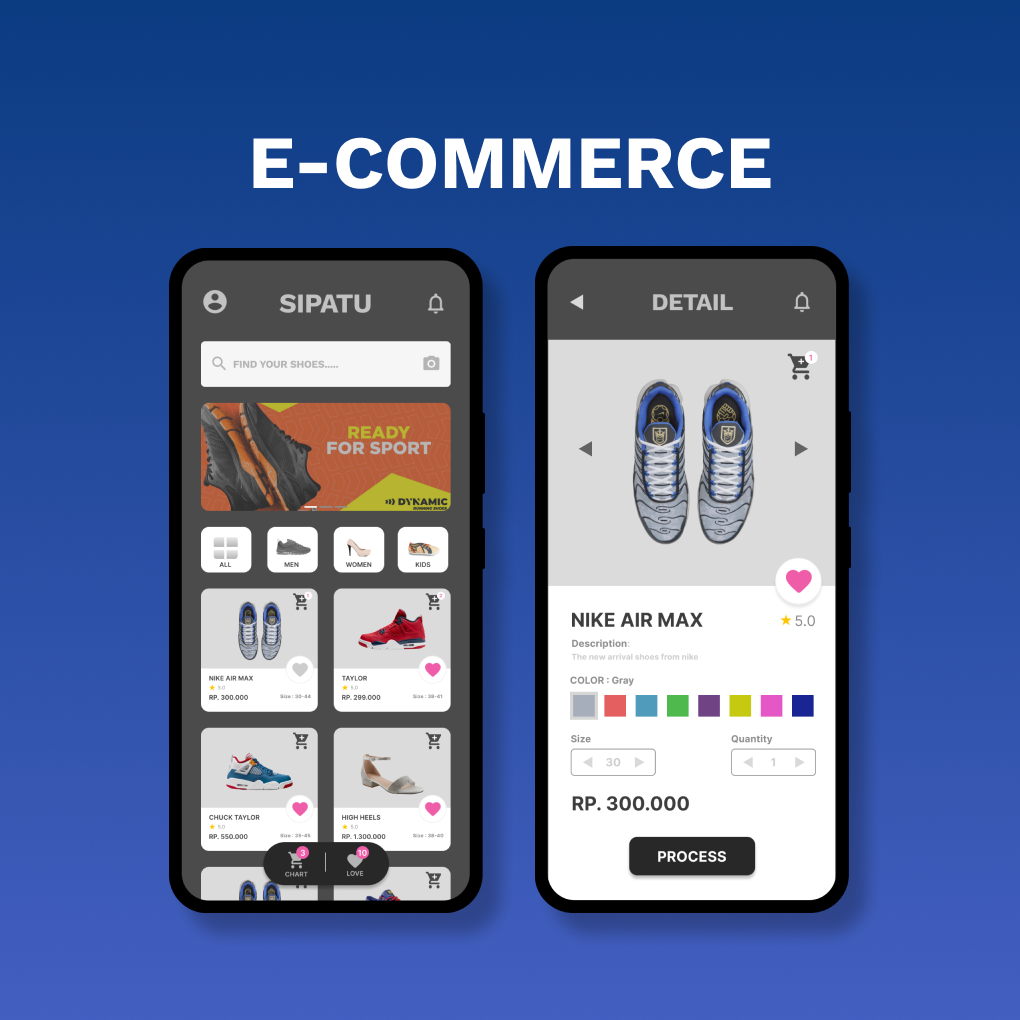 E-COMMERCE
SIPATU
FIND YOUR SHOES.....
READY
FOR SPORT
DYNAMIC
RUNNING SHOES
ALL
MEN
WOMEN
KIDS
NIKE AIR MAX
5.0
RP. 300.000
Size : 30-44
TAYLOR
5.0
RP. 299.000
Size : 38-41
CHUCK TAYLOR
5.0
RP. 550.000
Size : 35-45
HIGH HEELS
5.0
RP. 1.300.000
Size : 38-40
3
CHART
10
LOVE
DETAIL
1
NIKE AIR MAX
5.0
Description:
The new arrival shoes from nike
COLOR : Gray
Size
Quantity
30
1
RP. 300.000
PROCESS